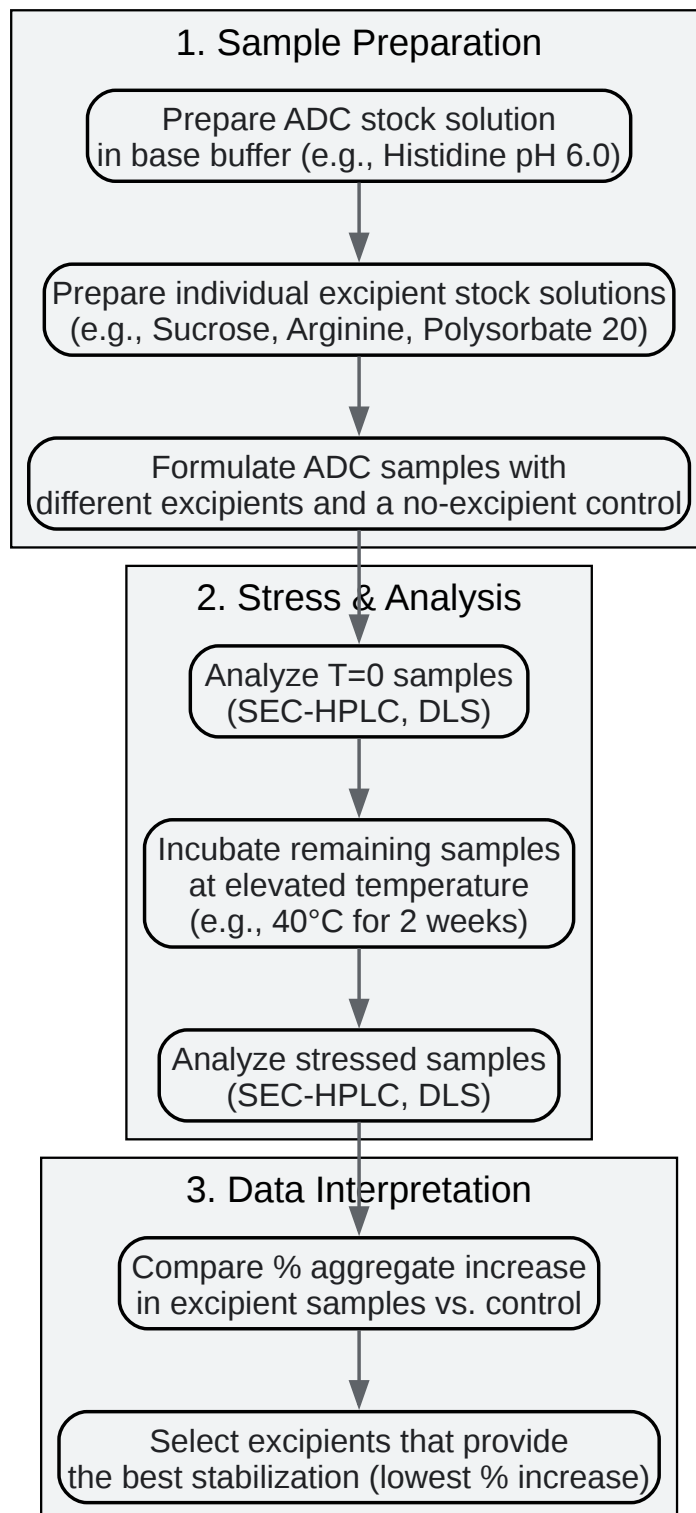 1. Sample Preparation
Prepare ADC stock solution
in base buffer (e.g., Histidine pH 6.0)
Prepare individual excipient stock solutions
(e.g., Sucrose, Arginine, Polysorbate 20)
Formulate ADC samples with
different excipients and a no-excipient control
2. Stress & Analysis
Analyze T=0 samples
(SEC-HPLC, DLS)
Incubate remaining samples
at elevated temperature
(e.g., 40°C for 2 weeks)
Analyze stressed samples
(SEC-HPLC, DLS)
3. Data Interpretation
Compare % aggregate increase
in excipient samples vs. control
Select excipients that provide
the best stabilization (lowest % increase)